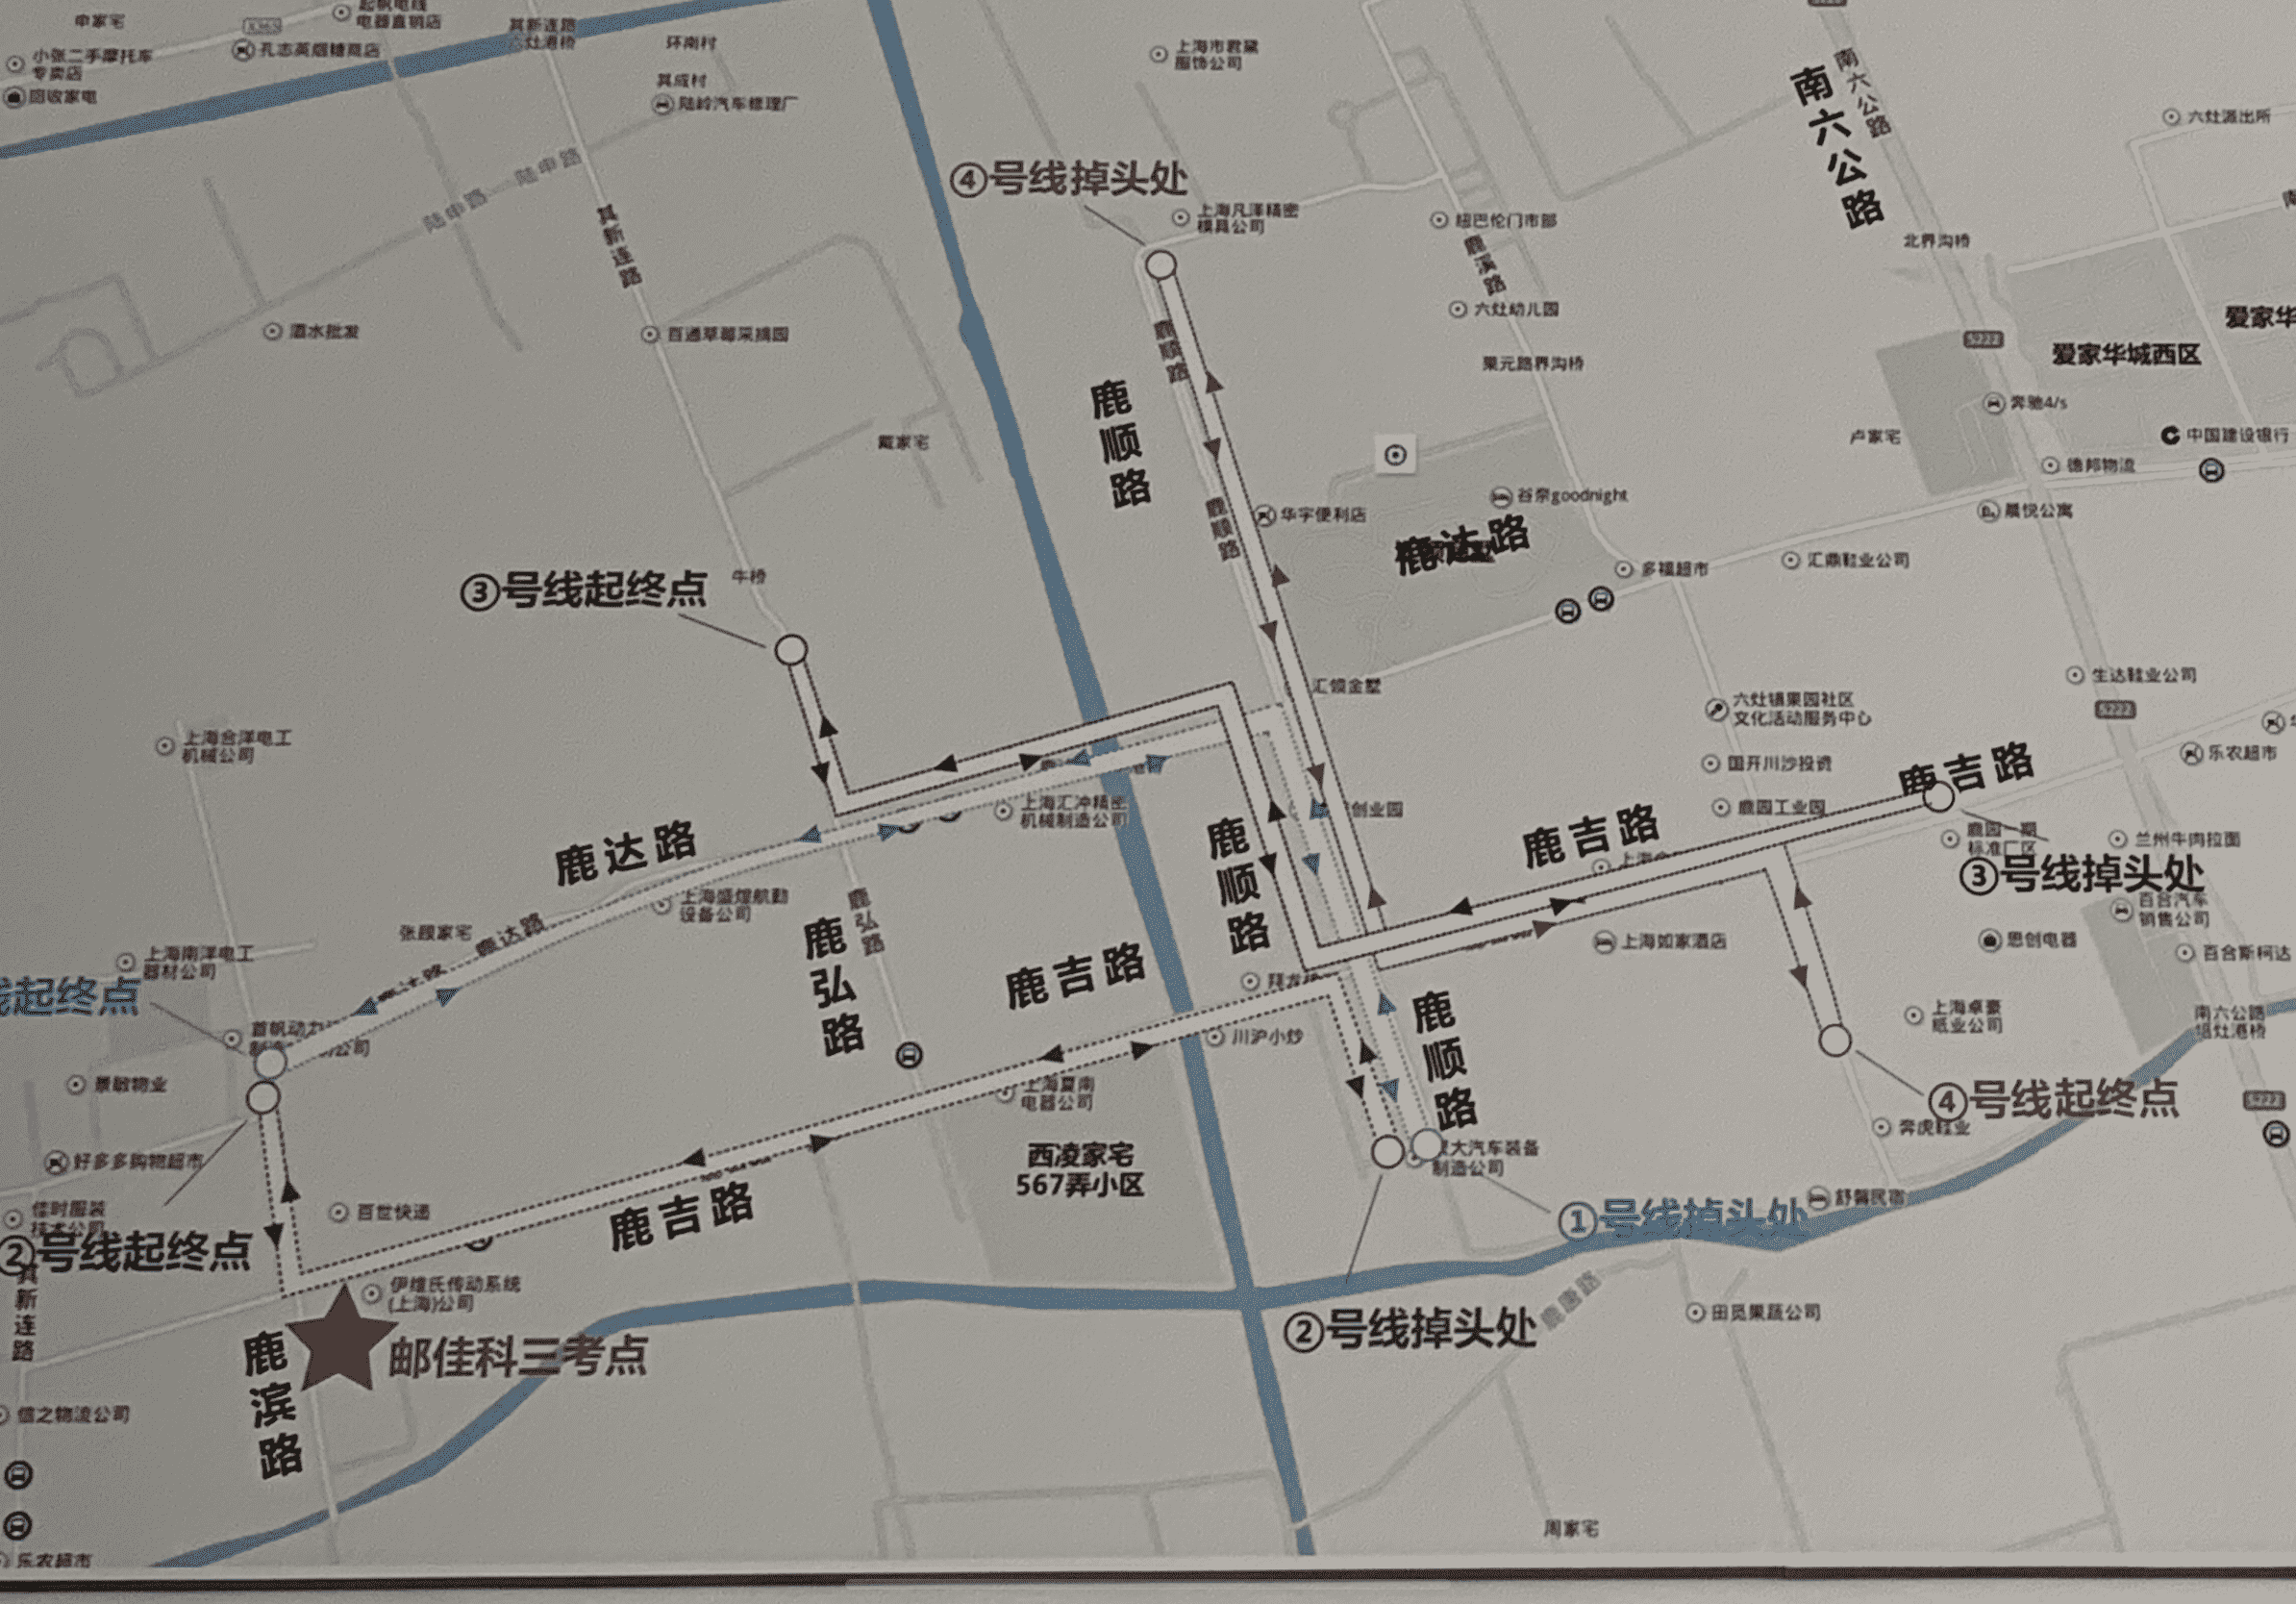 申家宅
X363
起帆电线
电器直销店
小张二手摩托车
专卖店
回收家电
孔志英烟糖商店
其新连路
六灶港桥
环南村
其成村
陆岭汽车修理厂
上海市君黛
服饰公司
南六公路
南六公路
六灶派出所
陆申路
陆申路
其新连路
④号线掉头处
上海凡泽精密
模具公司
纽巴伦门市部
鹿溪路
北界沟桥
酒水批发
百通草莓采摘园
鹿顺路
六灶幼儿园
S222
爱家华城西区
爱家华
鹿顺路
果元路界沟桥
奔驰4/s
戴家宅
卢家宅
中国建设银行
德邦物流
鹿顺路
华宇便利店
谷奈goodnight
晨悦公寓
鹿达路
③号线起终点
牛桥
多福超市
汇鼎鞋业公司
汇领金墅
生达鞋业公司
六灶镇果园社区
文化活动服务中心
S222
上海合洋电工
机械公司
国开川沙投资
鹿吉路
乐农超市
上海汇冲精密
机械制造公司
创业园
鹿园工业园
鹿达路
鹿顺路
鹿吉路
鹿园一期
标准厂区
兰州牛肉拉面
③号线掉头处
上海盛煌航勤
设备公司
鹿弘路
鹿弘路
张段家宅
鹿达路
鹿达路
百合汽车
销售公司
上海南洋电工
器材公司
线起终点
鹿吉路
上海如家酒店
思创电器
百合斯柯达
鹿顺路
上海卓豪
纸业公司
南六公路
塭灶港桥
首帆动力
川沪小炒
景敏物业
上海夏南
电器公司
④号线起终点
S222
奔虎鞋业
好多多购物超市
西凌家宅
567弄小区
大汽车装备
制造公司
佳时服装
技术公司
百世快递
鹿吉路
①号线掉头处
舒馨民宿
②号线起终点
其新连路
伊维氏传动系统
(上海)公司
②号线掉头处
鹿唐路
田觅果蔬公司
鹿滨路
邮佳科三考点
信之物流公司
周家宅
乐农超市